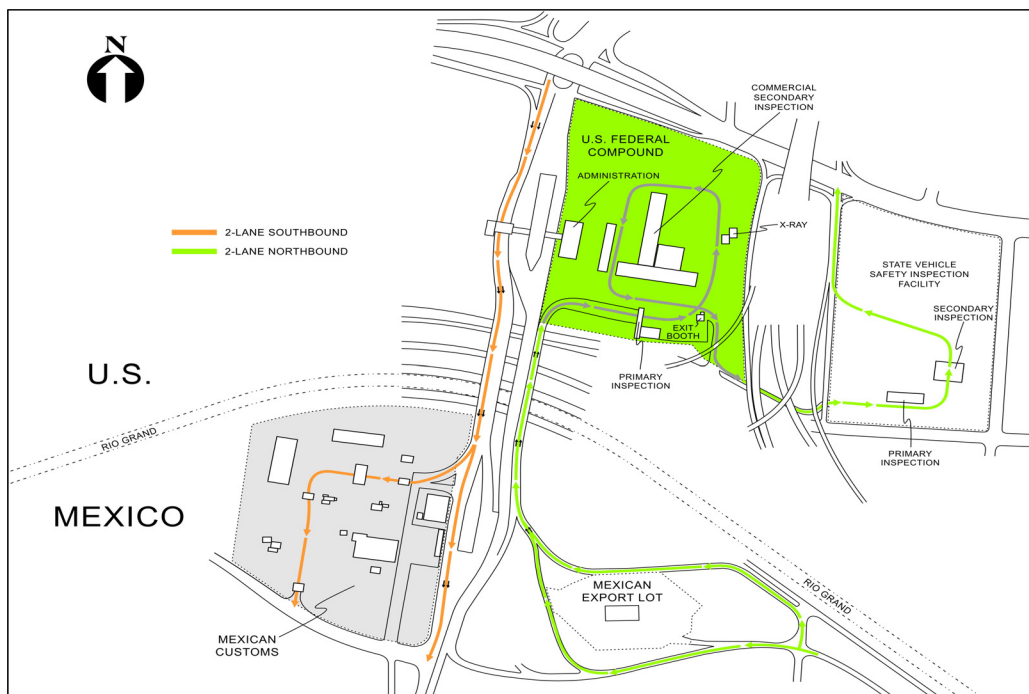 N
COMMERCIAL
SECONDARY
INSPECTION
U.S. FEDERAL
COMPOUND
ADMINISTRATION
X-RAY
2-LANE SOUTHBOUND
2-LANE NORTHBOUND
STATE VEHICLE
SAFETY INSPECTION
FACILITY
SECONDARY
INSPECTION
EXIT
BOOTH
PRIMARY
INSPECTION
U.S.
RIO GRAND
PRIMARY
INSPECTION
MEXICO
MEXICAN
EXPORT LOT
RIO GRAND
MEXICAN
CUSTOMS